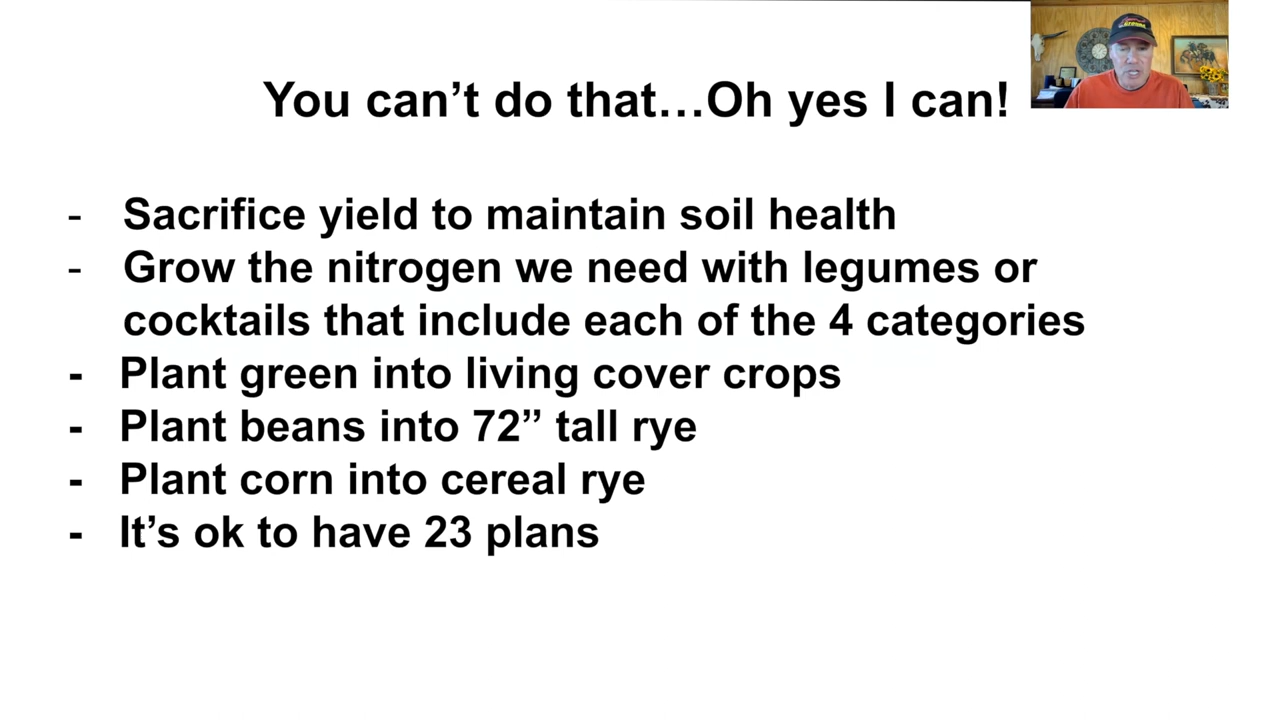 You can’t do that…Oh yes I can!
- Sacrifice yield to maintain soil health
- Grow the nitrogen we need with legumes or
cocktails that include each of the 4 categories
- Plant green into living cover crops
- Plant beans into 72” tall rye
- Plant corn into cereal rye
- It’s ok to have 23 plans